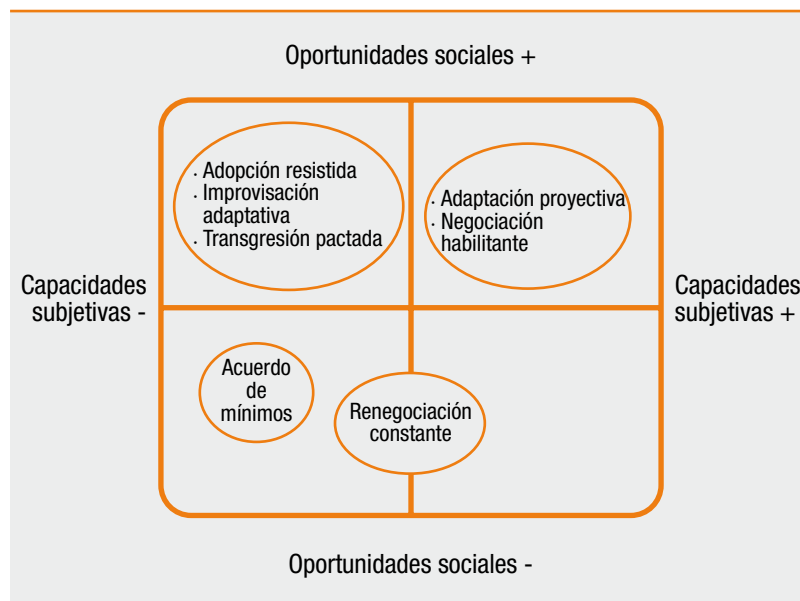 Oportunidades sociales +
· Adopción resistida
· Improvisación
adaptativa
· Transgresión pactada
· Adaptación proyectiva
· Negociación
habilitante
Capacidades
subjetivas -
Capacidades
subjetivas +
Acuerdo
de
mínimos
Renegociación
constante
Oportunidades sociales -